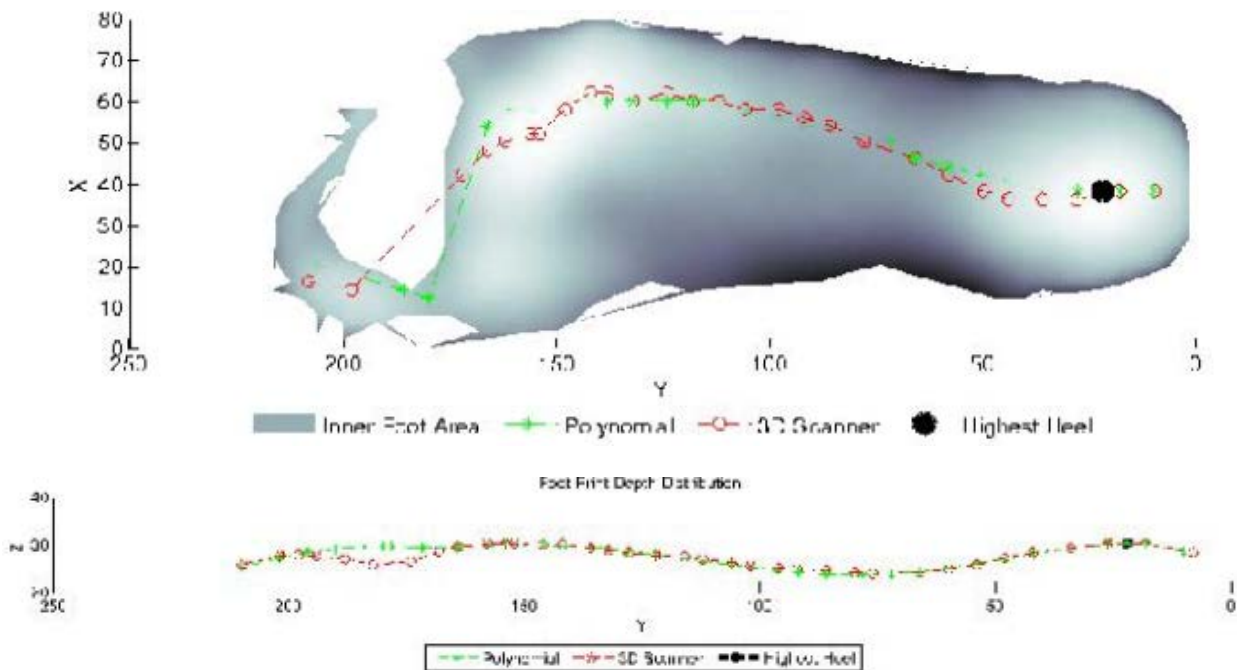 80
70
60
50
X 40
30
20
10
0
250 200 150 100 50 0
Y
Inner Foot Area Polynomial 3D Scanner Highest Heel
Foot Print Depth Distribution
40
Z 30
20
250 200 150 100 50 0
Y
Polynomial 3D Scanner Highest Heel